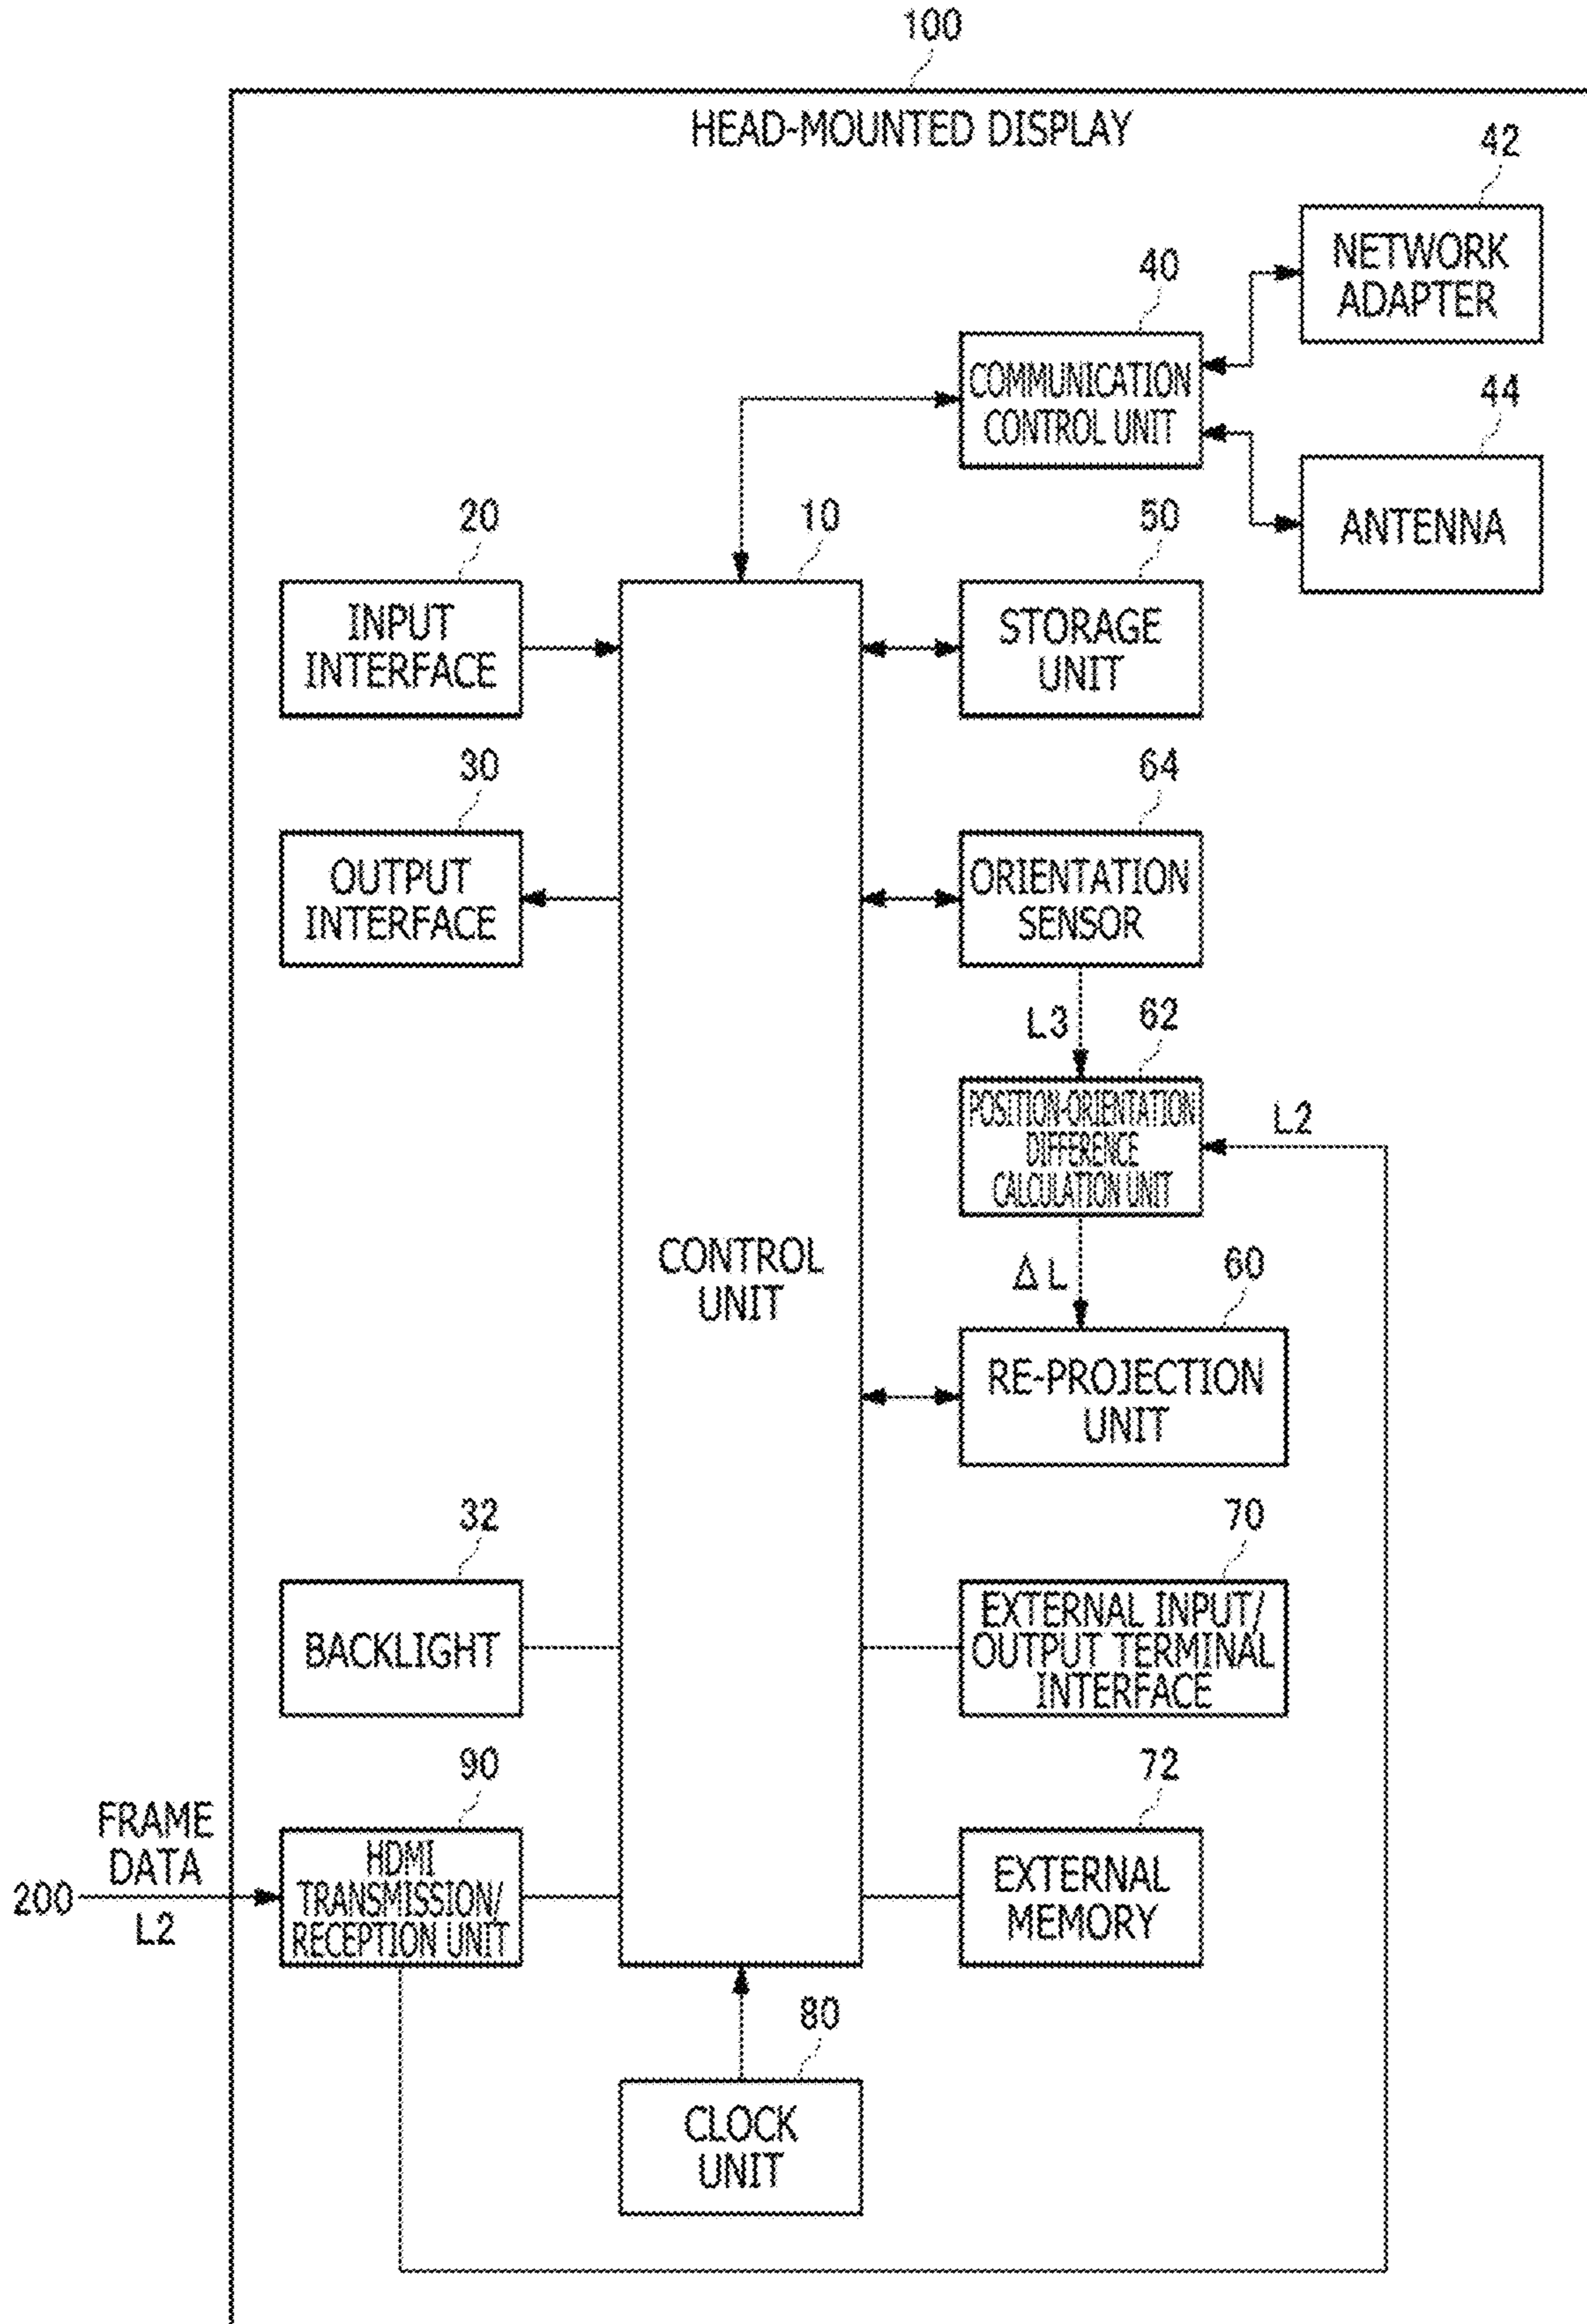 100
HEAD-MOUNTED DISPLAY
42
NETWORK
ADAPTER
40
COMMUNICATION
CONTROL UNIT
44
ANTENNA
20
INPUT
INTERFACE
10
CONTROL
UNIT
50
STORAGE
UNIT
30
OUTPUT
INTERFACE
64
ORIENTATION
SENSOR
L3
62
POSITION-ORIENTATION
DIFFERENCE
CALCULATION UNIT
L2
ΔL
60
RE-PROJECTION
UNIT
32
BACKLIGHT
70
EXTERNAL INPUT/
OUTPUT TERMINAL
INTERFACE
90
HDMI
TRANSMISSION/
RECEPTION UNIT
72
EXTERNAL
MEMORY
FRAME
DATA
200
L2
80
CLOCK
UNIT